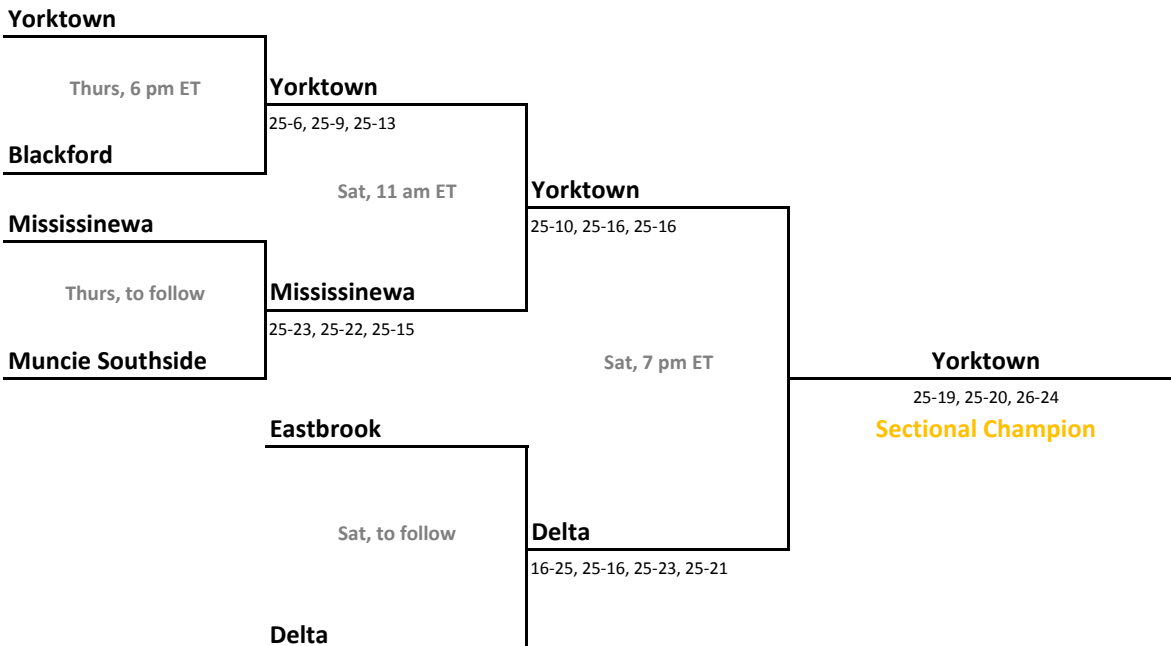 Yorktown
Thurs, 6 pm ET
Yorktown
25-6, 25-9, 25-13
Blackford
Sat, 11 am ET
Yorktown
Mississinewa
25-10, 25-16, 25-16
Thurs, to follow
Mississinewa
25-23, 25-22, 25-15
Muncie Southside
Sat, 7 pm ET
Yorktown
25-19, 25-20, 26-24
Eastbrook
Sectional Champion
Sat, to follow
Delta
16-25, 25-16, 25-23, 25-21
Delta